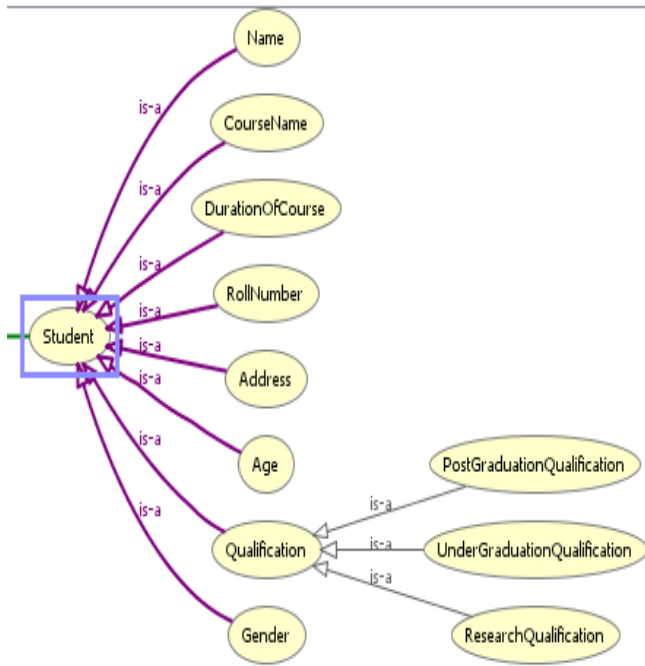 Name
is-a
CourseName
is-a
DurationOfCourse
is-a
RollNumber
is-a
Student
is-a
Address
is-a
Age
is-a
PostGraduationQualification
is-a
Qualification
is-a
UnderGraduationQualification
is-a
is-a
Gender
ResearchQualification